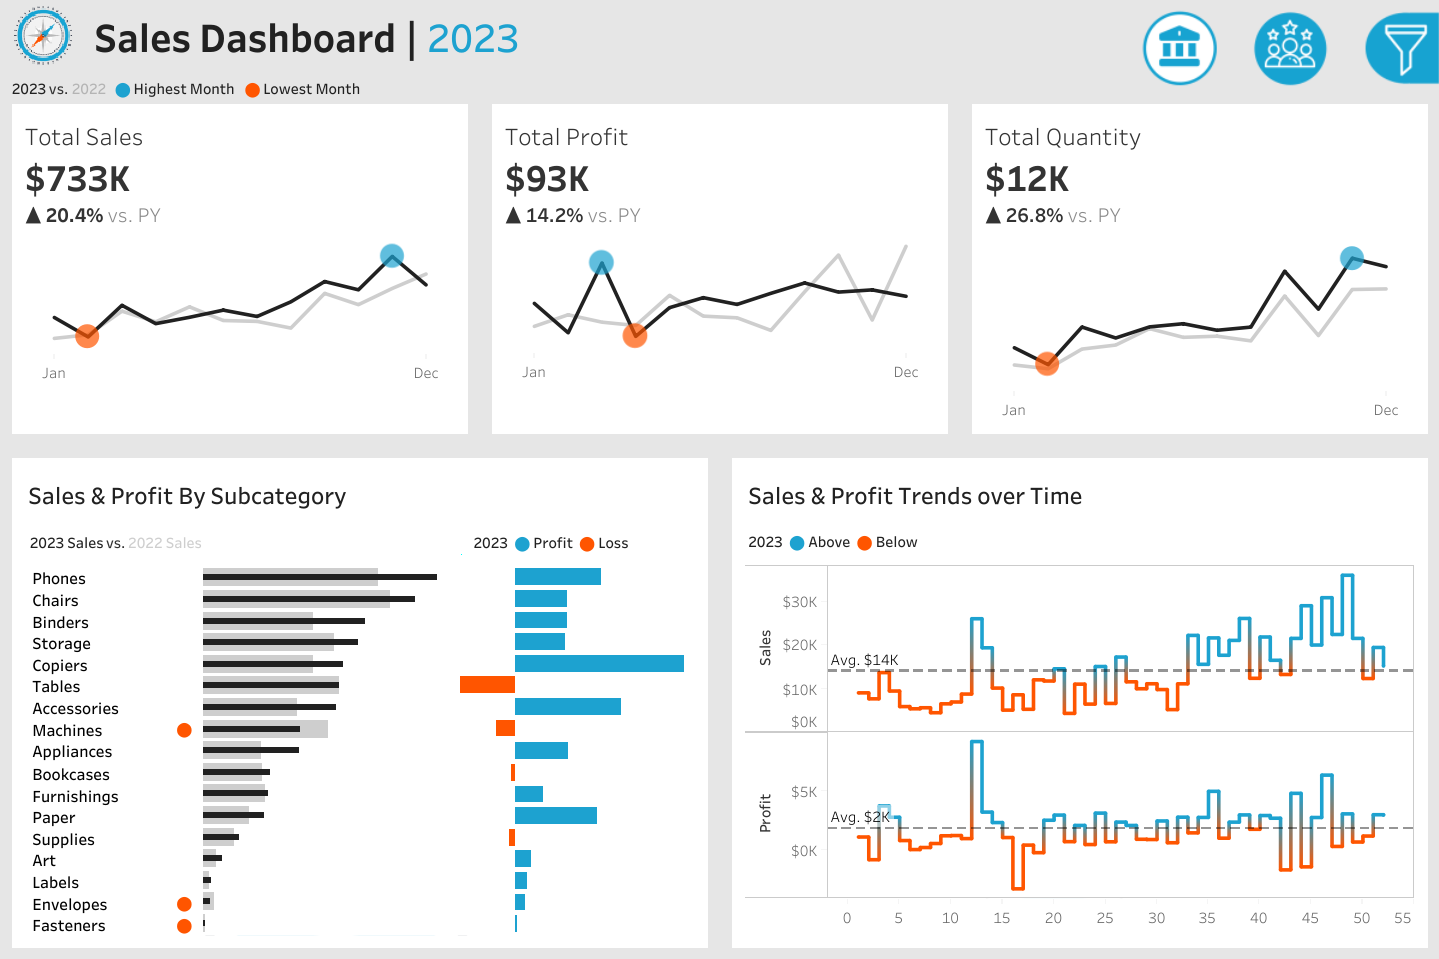 Sales Dashboard | 2023
2023 vs. 2022 Highest Month Lowest Month
Total Sales
$733K
▲ 20.4% vs. PY
Jan Dec
Total Profit
$93K
▲ 14.2% vs. PY
Jan Dec
Total Quantity
$12K
▲ 26.8% vs. PY
Jan Dec
Sales & Profit By Subcategory
2023 Sales vs. 2022 Sales
2023 Profit Loss
Phones
Chairs
Binders
Storage
Copiers
Tables
Accessories
Machines
Appliances
Bookcases
Furnishings
Paper
Supplies
Art
Labels
Envelopes
Fasteners
Sales & Profit Trends over Time
2023 Above Below
Sales
$30K
$20K
Avg. $14K
$10K
$0K
Profit
$5K
Avg. $2K
$0K
0 5 10 15 20 25 30 35 40 45 50 55